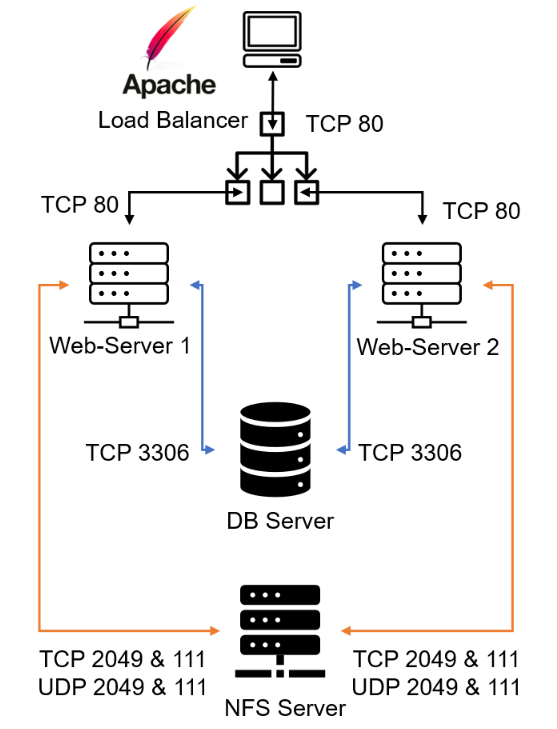 Apache
Load Balancer
TCP 80
TCP 80
TCP 80
Web-Server 1
Web-Server 2
TCP 3306
TCP 3306
DB Server
TCP 2049 & 111
UDP 2049 & 111
TCP 2049 & 111
UDP 2049 & 111
NFS Server